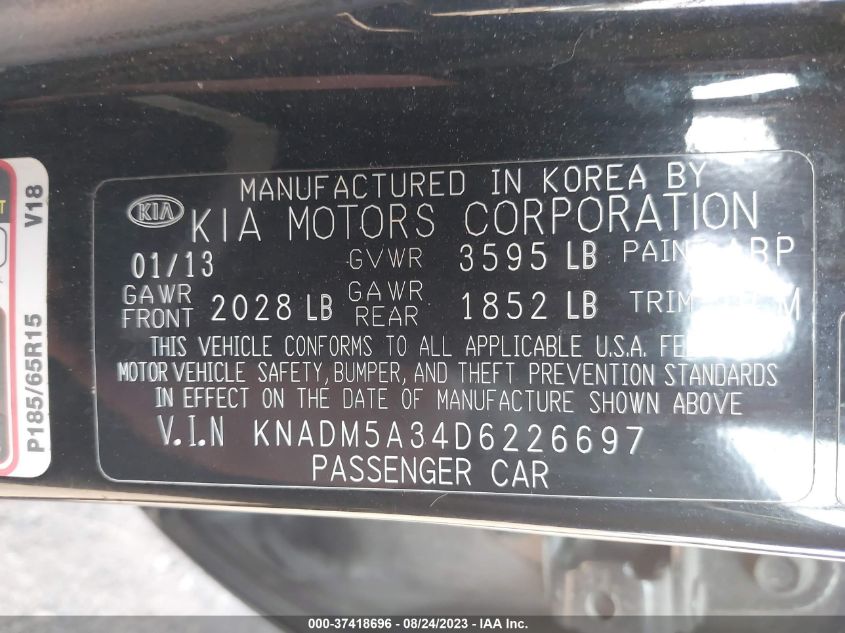 MANUFACTURED IN KOREA BY
KIA KIA MOTORS CORPORATION
01/13 GVWR 3595 LB PAINT ABP
GAWR FRONT 2028 LB GAWR REAR 1852 LB TRIM
THIS VEHICLE CONFORMS TO ALL APPLICABLE U.S.A.
MOTOR VEHICLE SAFETY, BUMPER, AND THEFT PREVENTION STANDARDS
IN EFFECT ON THE DATE OF MANUFACTURE SHOWN ABOVE
V.I.N KNADM5A34D6226697
PASSENGER CAR
P185/65R15 V18
000-37418696 - 08/24/2023 - IAA Inc.